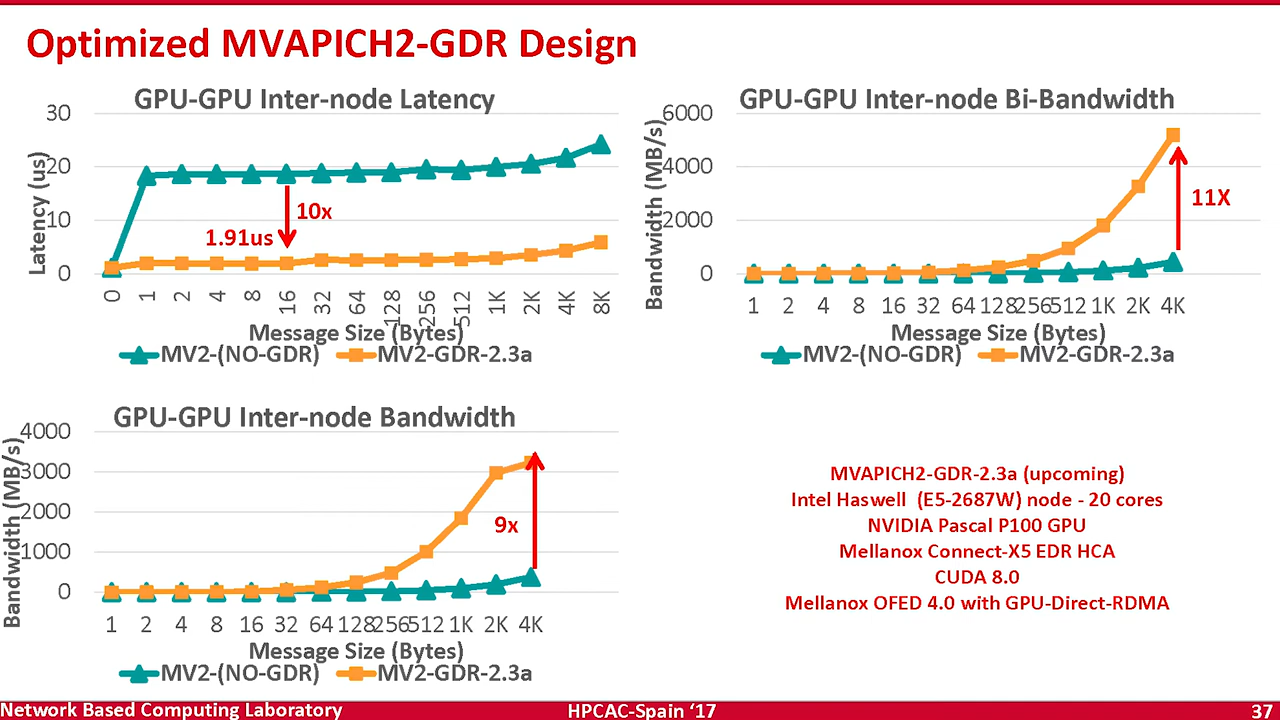 Optimized MVAPICH2-GDR Design
GPU-GPU Inter-node Latency
30
20
10
0
Latency (us)
10x
1.91us
0 1 2 4 8 16 32 64 128 256 512 1K 2K 4K 8K
Message Size (Bytes)
MV2-(NO-GDR) MV2-GDR-2.3a
GPU-GPU Inter-node Bi-Bandwidth
6000
4000
2000
0
Bandwidth (MB/s)
11X
1 2 4 8 16 32 64 128 256 512 1K 2K 4K
Message Size (Bytes)
MV2-(NO-GDR) MV2-GDR-2.3a
GPU-GPU Inter-node Bandwidth
4000
3000
2000
1000
0
Bandwidth (MB/s)
9x
1 2 4 8 16 32 64 128 256 512 1K 2K 4K
Message Size (Bytes)
MV2-(NO-GDR) MV2-GDR-2.3a
MVAPICH2-GDR-2.3a (upcoming)
Intel Haswell (E5-2687W) node - 20 cores
NVIDIA Pascal P100 GPU
Mellanox Connect-X5 EDR HCA
CUDA 8.0
Mellanox OFED 4.0 with GPU-Direct-RDMA
Network Based Computing Laboratory
HPCAC-Spain ‘17
37